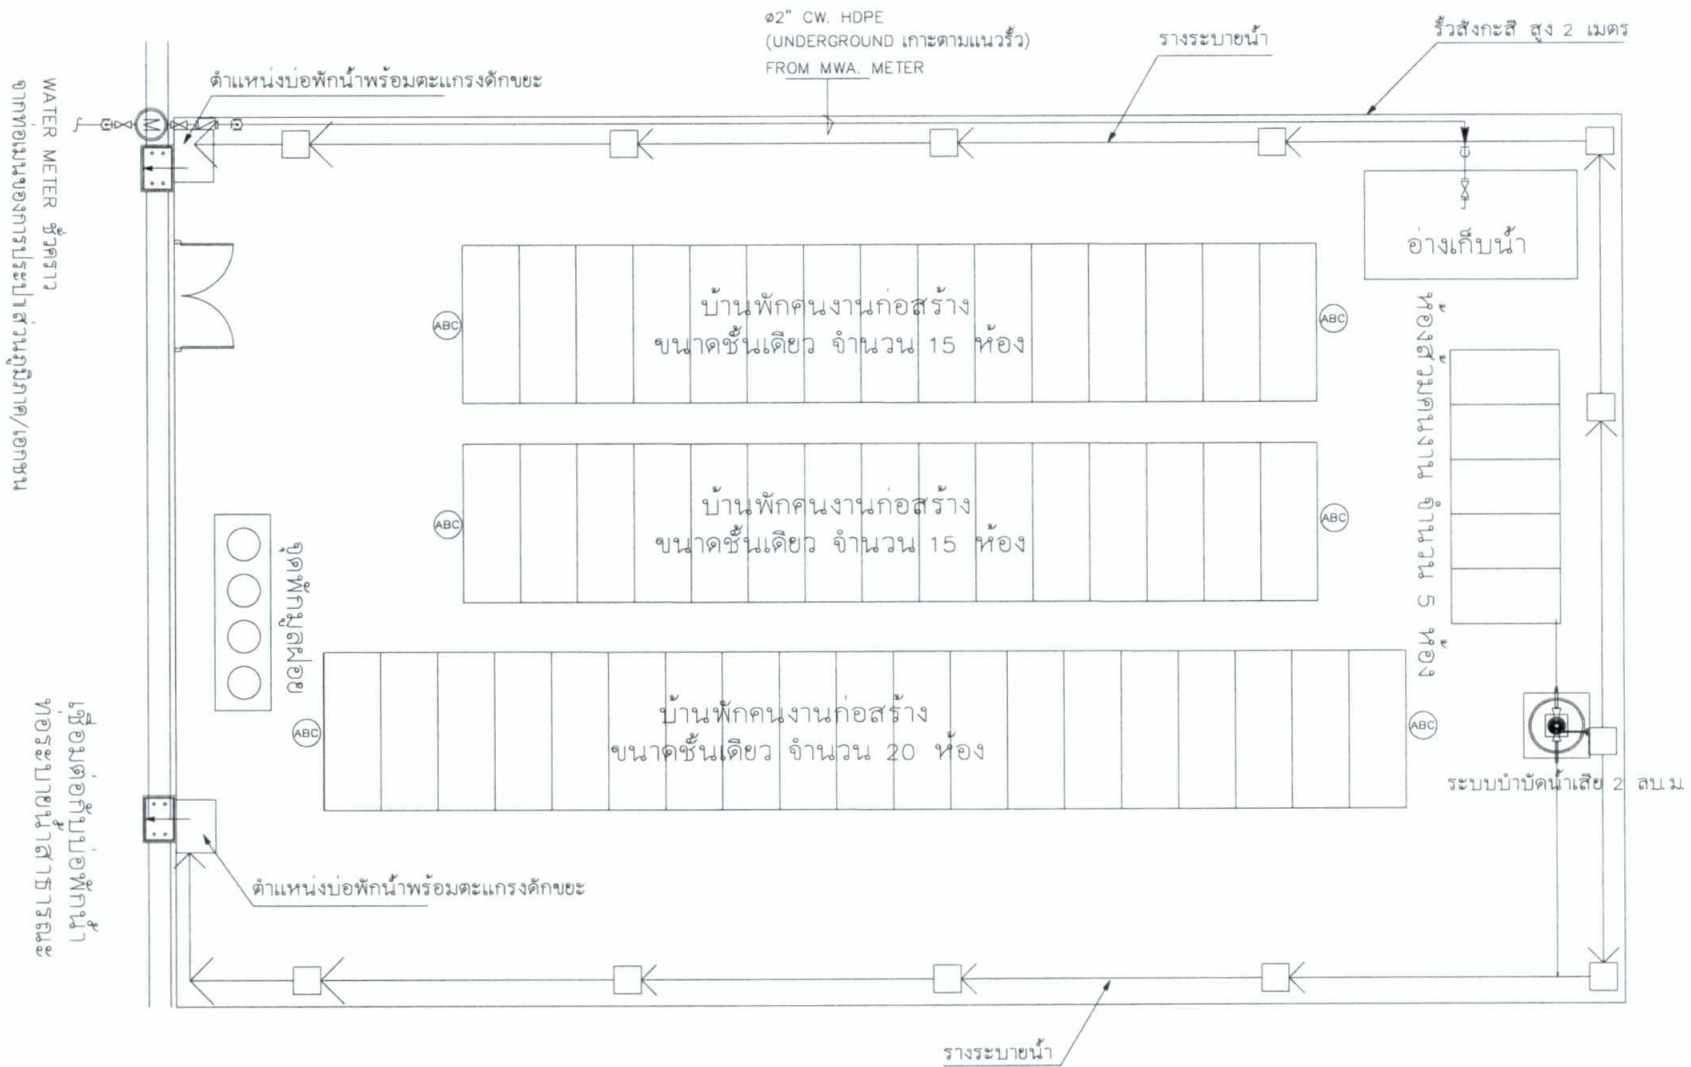 ø2" CW. HDPE
(UNDERGROUND เกาะตามแนวรั้ว)
FROM MWA. METER
รางระบายน้ำ
รั้วสังกะสี สูง 2 เมตร
ตำแหน่งบ่อพักน้ำพร้อมตะแกรงดักขยะ
WATER METER ชั่วคราว
จากท่อเมนของการประปาส่วนภูมิภาค/เอกชน
M
อ่างเก็บน้ำ
บ้านพักคนงานก่อสร้าง
ขนาดชั้นเดียว จำนวน 15 ห้อง
ABC
ABC
ห้องส้วมคนงาน จำนวน 5 ห้อง
บ้านพักคนงานก่อสร้าง
ขนาดชั้นเดียว จำนวน 15 ห้อง
ABC
ABC
จุดพักมูลฝอย
บ้านพักคนงานก่อสร้าง
ขนาดชั้นเดียว จำนวน 20 ห้อง
ABC
ABC
ระบบบำบัดน้ำเสีย 2 ลบ.ม.
เชื่อมต่อกับบ่อพักน้ำ
ท่อระบายน้ำสาธารณะ
ตำแหน่งบ่อพักน้ำพร้อมตะแกรงดักขยะ
รางระบายน้ำ